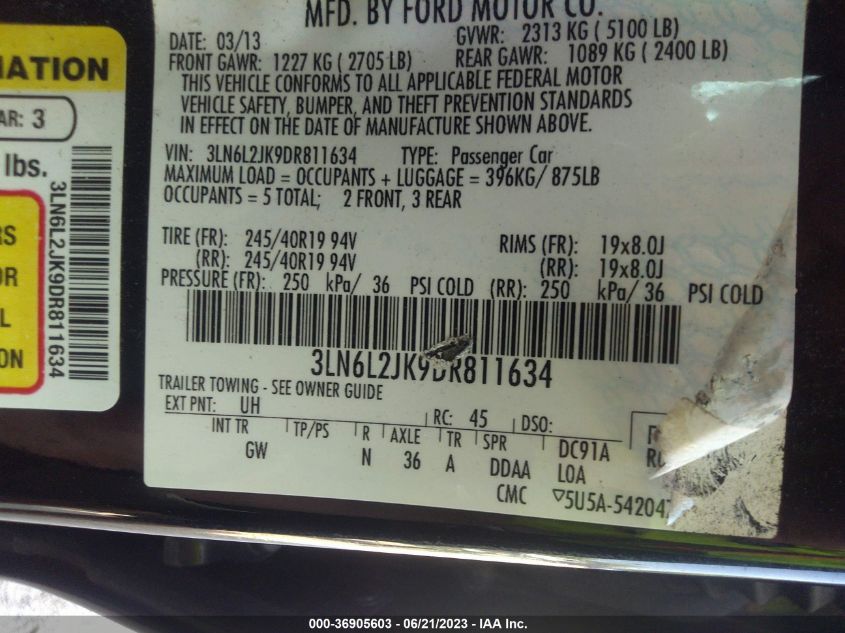 MFD. BY FORD MOTOR CO.
DATE: 03/13
GVWR: 2313 KG ( 5100 LB)
FRONT GAWR: 1227 KG ( 2705 LB)
REAR GAWR: 1089 KG ( 2400 LB)
THIS VEHICLE CONFORMS TO ALL APPLICABLE FEDERAL MOTOR
VEHICLE SAFETY, BUMPER, AND THEFT PREVENTION STANDARDS
IN EFFECT ON THE DATE OF MANUFACTURE SHOWN ABOVE.
VIN: 3LN6L2JK9DR811634 TYPE: Passenger Car
MAXIMUM LOAD = OCCUPANTS + LUGGAGE = 396KG/ 875LB
OCCUPANTS = 5 TOTAL; 2 FRONT, 3 REAR
TIRE (FR): 245/40R19 94V RIMS (FR): 19x8.0J
(RR): 245/40R19 94V (RR): 19x8.0J
PRESSURE (FR): 250 kPa/ 36 PSI COLD (RR): 250 kPa/ 36 PSI COLD
3LN6L2JK9DR811634
TRAILER TOWING - SEE OWNER GUIDE
EXT PNT: UH RC: 45 DSO:
INT TR TP/PS R AXLE TR SPR DC91A
GW N 36 A DDAA LOA
CMC ▽5U5A-54204
MATION
AR: 3
lbs.
RS
OR
L
ON
3LN6L2JK9DR811634
000-36905603 - 06/21/2023 - IAA Inc.